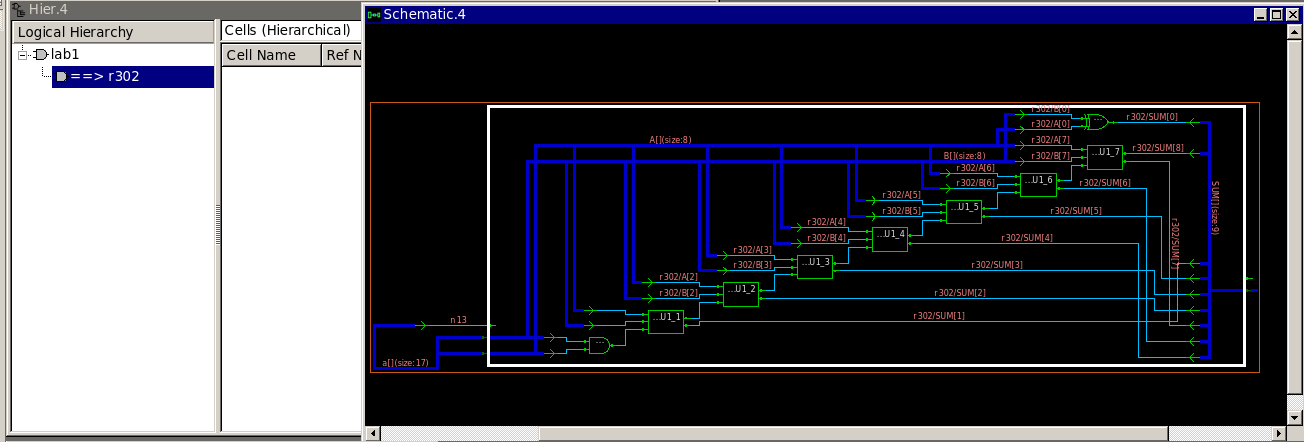 Hier.4
Logical Hierarchy
lab1
==> r302
Cells (Hierarchical)
Cell Name
Ref N
Schematic.4
r302/B[0]
r302/SUM[0]
r302/A[0]
A[](size:8)
r302/A[7]
...U1_7
r302/SUM[8]
B[](size:8)
r302/B[7]
r302/A[6]
...U1_6
r302/B[6]
r302/SUM[6]
r302/A[5]
...U1_5
r302/B[5]
r302/SUM[5]
SUM[](size:9)
r302/SUM[7]
r302/A[4]
...U1_4
r302/B[4]
r302/SUM[4]
r302/A[3]
...U1_3
r302/B[3]
r302/SUM[3]
r302/A[2]
...U1_2
r302/B[2]
r302/SUM[2]
n13
...U1_1
r302/SUM[1]
...
a[](size:17)